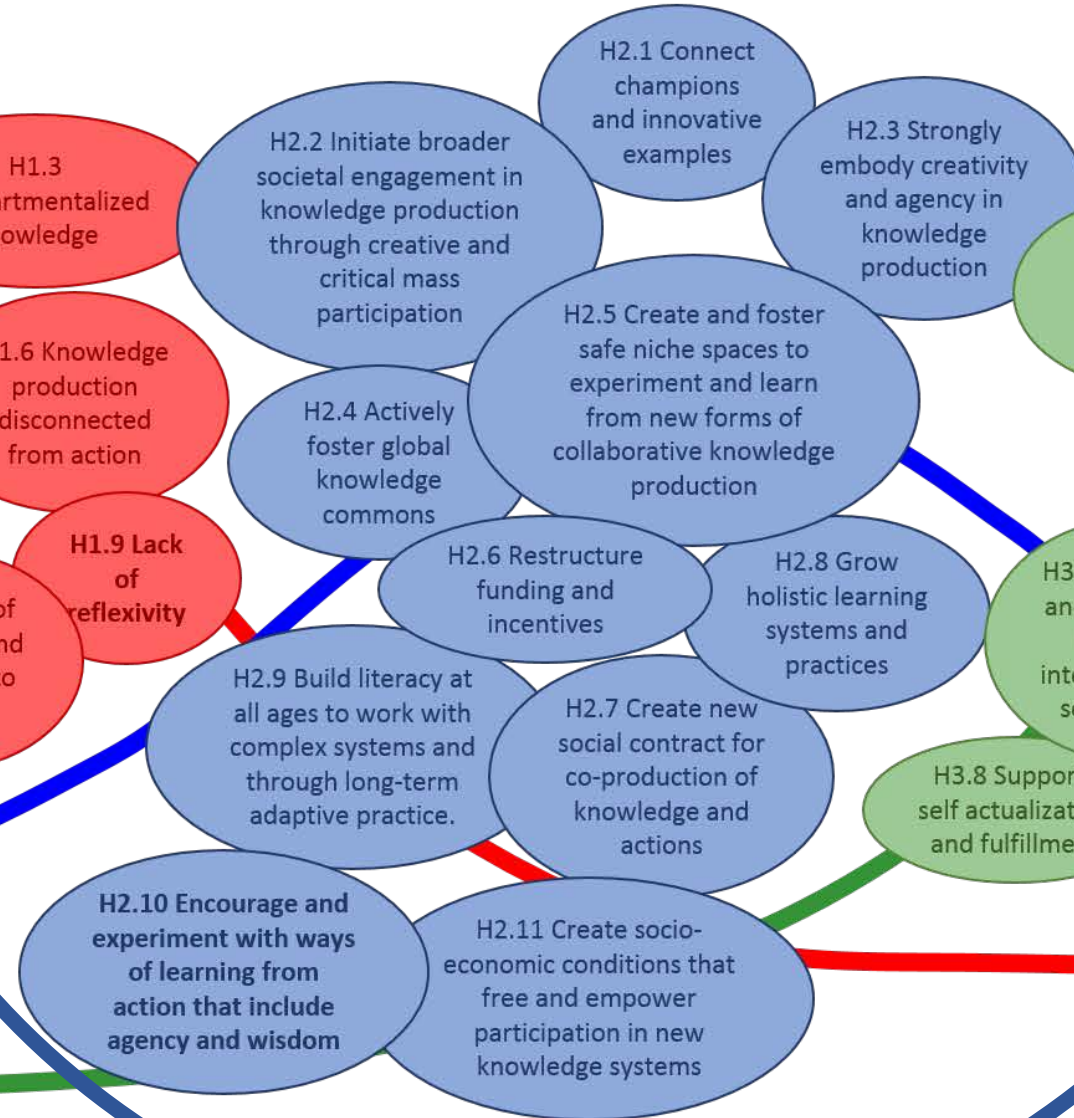 H2.1 Connect
champions
and innovative
examples
H2.2 Initiate broader
societal engagement in
knowledge production
through creative and
critical mass
participation
H2.3 Strongly
embody creativity
and agency in
knowledge
production
H1.3
artmentalized
owledge
H2.5 Create and foster
safe niche spaces to
experiment and learn
from new forms of
collaborative knowledge
production
1.6 Knowledge
production
disconnected
from action
H2.4 Actively
foster global
knowledge
commons
H1.9 Lack
of
reflexivity
of
nd
to
H2.6 Restructure
funding and
incentives
H2.8 Grow
holistic learning
systems and
practices
H3
an
inte
se
H2.9 Build literacy at
all ages to work with
complex systems and
through long-term
adaptive practice.
H2.7 Create new
social contract for
co-production of
knowledge and
actions
H3.8 Suppor
self actualizat
and fulfillme
H2.10 Encourage and
experiment with ways
of learning from
action that include
agency and wisdom
H2.11 Create socio-
economic conditions that
free and empower
participation in new
knowledge systems